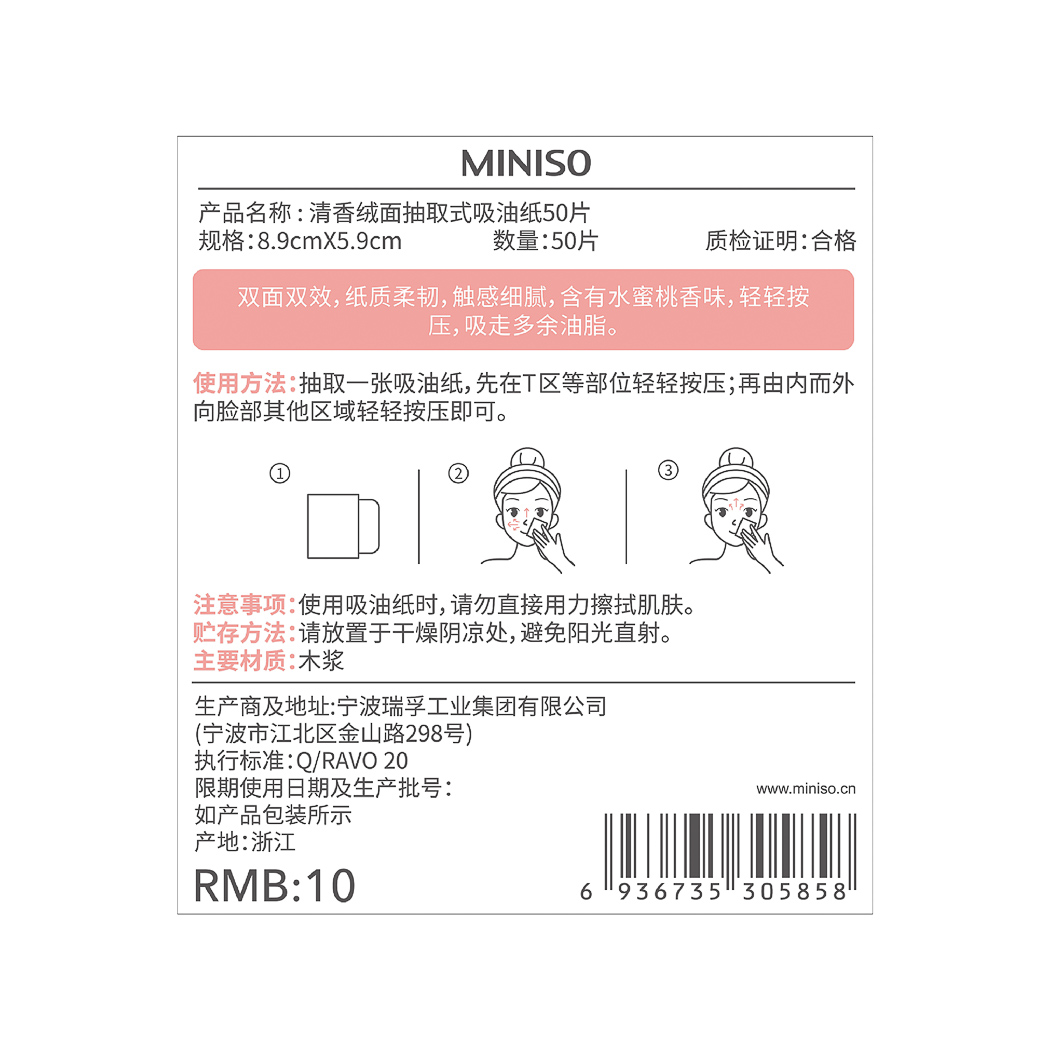 MINISO
产品名称：清香绒面抽取式吸油纸50片
规格：8.9cmX5.9cm 数量：50片 质检证明：合格
双面双效，纸质柔韧，触感细腻，含有水蜜桃香味，轻轻按
压，吸走多余油脂。
使用方法：抽取一张吸油纸，先在T区等部位轻轻按压；再由内而外
向脸部其他区域轻轻按压即可。
1 2 3
注意事项：使用吸油纸时，请勿直接用力擦拭肌肤。
贮存方法：请放置于干燥阴凉处，避免阳光直射。
主要材质：木浆
生产商及地址:宁波瑞孚工业集团有限公司
(宁波市江北区金山路298号)
执行标准：Q/RAVO 20
限期使用日期及生产批号：
如产品包装所示
产地：浙江
RMB:10
www.miniso.cn
6 936735 305858